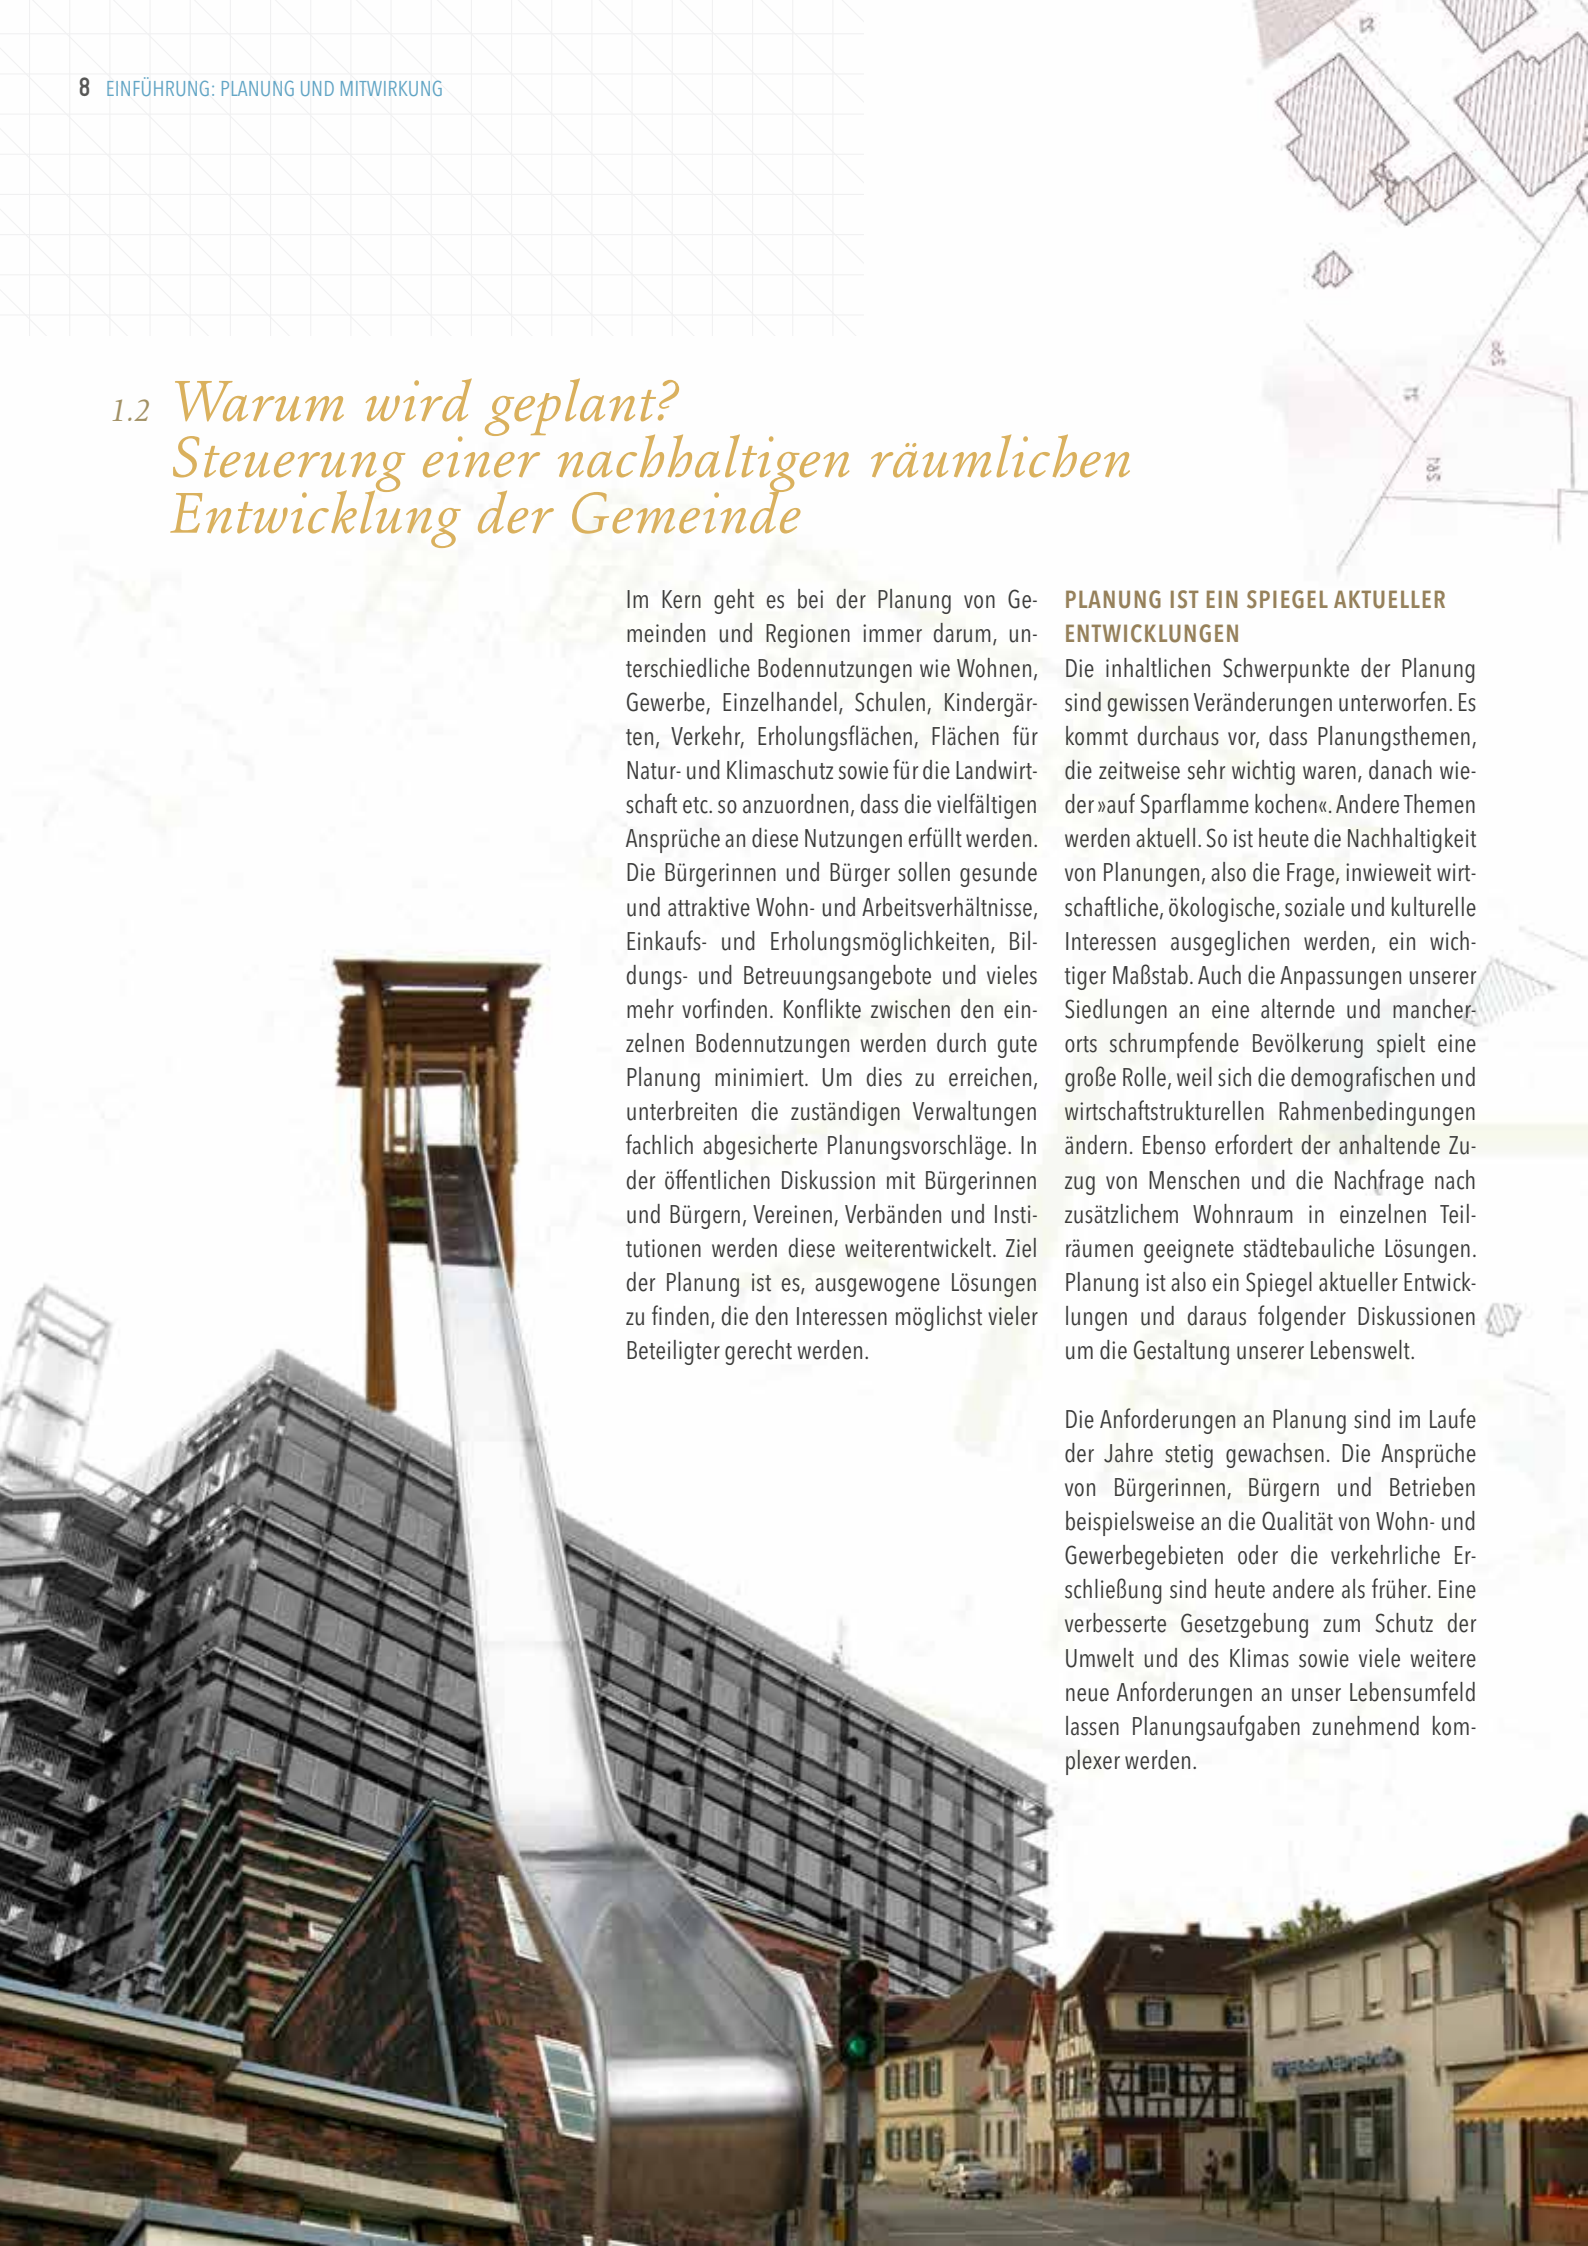 8 EINFÜHRUNG: PLANUNG UND MITWIRKUNG
1.2 Warum wird geplant?
Steuerung einer nachhaltigen räumlichen
Entwicklung der Gemeinde
Im Kern geht es bei der Planung von Ge-
meinden und Regionen immer darum, un-
terschiedliche Bodennutzungen wie Wohnen,
Gewerbe, Einzelhandel, Schulen, Kindergär-
ten, Verkehr, Erholungsflächen, Flächen für
Natur- und Klimaschutz sowie für die Landwirt-
schaft etc. so anzuordnen, dass die vielfältigen
Ansprüche an diese Nutzungen erfüllt werden.
Die Bürgerinnen und Bürger sollen gesunde
und attraktive Wohn- und Arbeitsverhältnisse,
Einkaufs- und Erholungsmöglichkeiten, Bil-
dungs- und Betreuungsangebote und vieles
mehr vorfinden. Konflikte zwischen den ein-
zelnen Bodennutzungen werden durch gute
Planung minimiert. Um dies zu erreichen,
unterbreiten die zuständigen Verwaltungen
fachlich abgesicherte Planungsvorschläge. In
der öffentlichen Diskussion mit Bürgerinnen
und Bürgern, Vereinen, Verbänden und Insti-
tutionen werden diese weiterentwickelt. Ziel
der Planung ist es, ausgewogene Lösungen
zu finden, die den Interessen möglichst vieler
Beteiligter gerecht werden.
PLANUNG IST EIN SPIEGEL AKTUELLER
ENTWICKLUNGEN
Die inhaltlichen Schwerpunkte der Planung
sind gewissen Veränderungen unterworfen. Es
kommt durchaus vor, dass Planungsthemen,
die zeitweise sehr wichtig waren, danach wie-
der »auf Sparflamme kochen«. Andere Themen
werden aktuell. So ist heute die Nachhaltigkeit
von Planungen, also die Frage, inwieweit wirt-
schaftliche, ökologische, soziale und kulturelle
Interessen ausgeglichen werden, ein wich-
tiger Maßstab. Auch die Anpassungen unserer
Siedlungen an eine alternde und mancher-
orts schrumpfende Bevölkerung spielt eine
große Rolle, weil sich die demografischen und
wirtschaftstrukturellen Rahmenbedingungen
ändern. Ebenso erfordert der anhaltende Zu-
zug von Menschen und die Nachfrage nach
zusätzlichem Wohnraum in einzelnen Teil-
räumen geeignete städtebauliche Lösungen.
Planung ist also ein Spiegel aktueller Entwick-
lungen und daraus folgender Diskussionen
um die Gestaltung unserer Lebenswelt.
Die Anforderungen an Planung sind im Laufe
der Jahre stetig gewachsen. Die Ansprüche
von Bürgerinnen, Bürgern und Betrieben
beispielsweise an die Qualität von Wohn- und
Gewerbegebieten oder die verkehrliche Er-
schließung sind heute andere als früher. Eine
verbesserte Gesetzgebung zum Schutz der
Umwelt und des Klimas sowie viele weitere
neue Anforderungen an unser Lebensumfeld
lassen Planungsaufgaben zunehmend kom-
plexer werden.